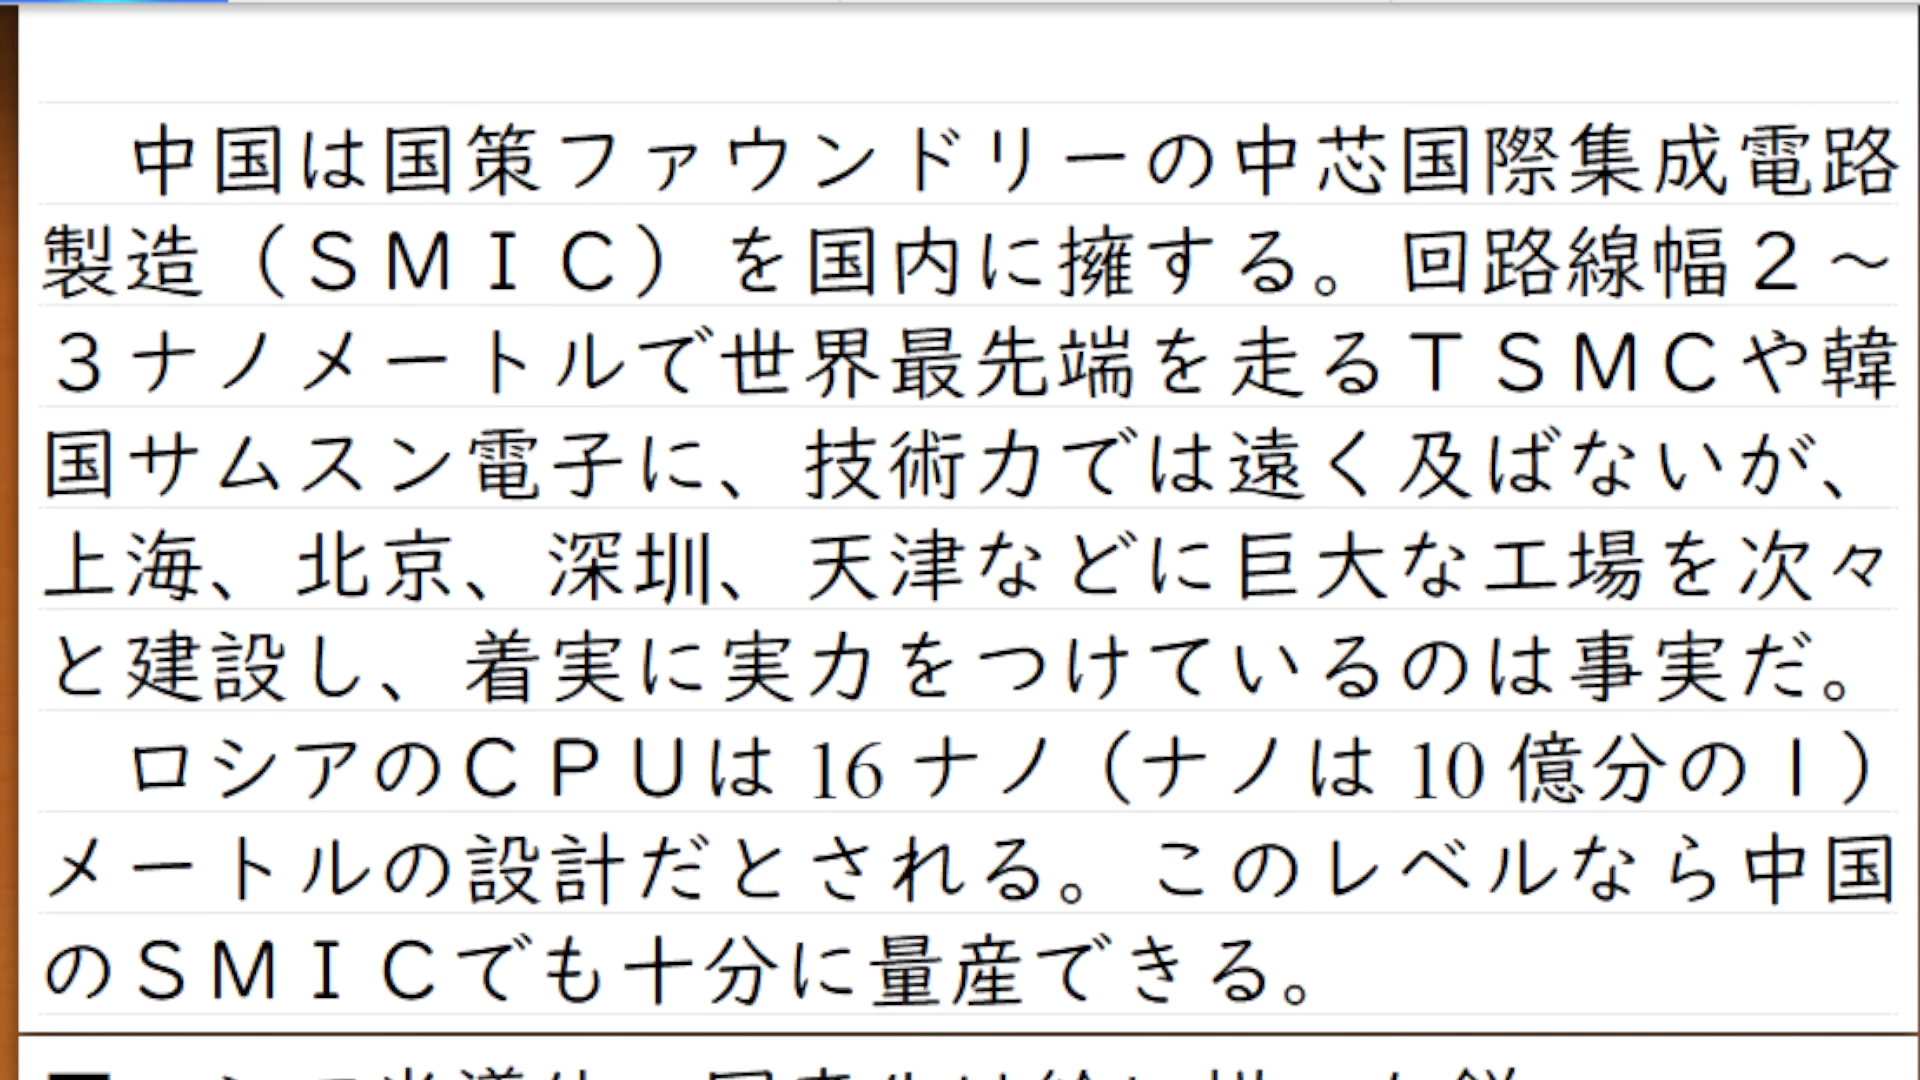 中国は国策ファウンドリーの中芯国際集成電路
製造（ＳＭＩＣ）を国内に擁する。回路線幅２～
３ナノメートルで世界最先端を走るＴＳＭＣや韓
国サムスン電子に、技術力では遠く及ばないが、
上海、北京、深圳、天津などに巨大な工場を次々
と建設し、着実に実力をつけているのは事実だ。
ロシアのＣＰＵは16ナノ（ナノは10億分の１）
メートルの設計だとされる。このレベルなら中国
のＳＭＩＣでも十分に量産できる。